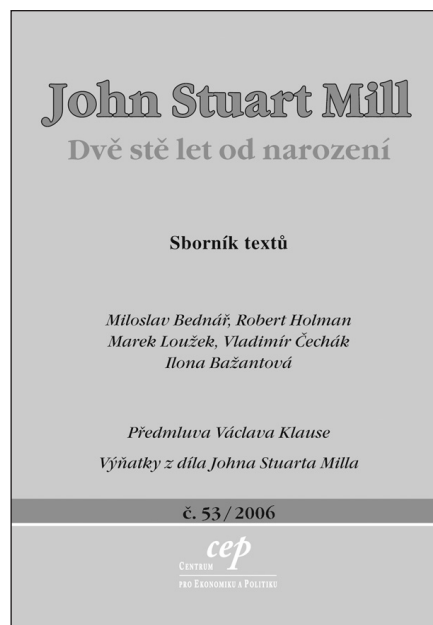 John Stuart Mill
Dvě stě let od narození
Sborník textů
Miloslav Bednář, Robert Holman
Marek Loužek, Vladimír Čechák
Ilona Bažantová
Předmluva Václava Klause
Výňatky z díla Johna Stuarta Milla
č. 53/2006
cep
Centrum
pro Ekonomiku a Politiku